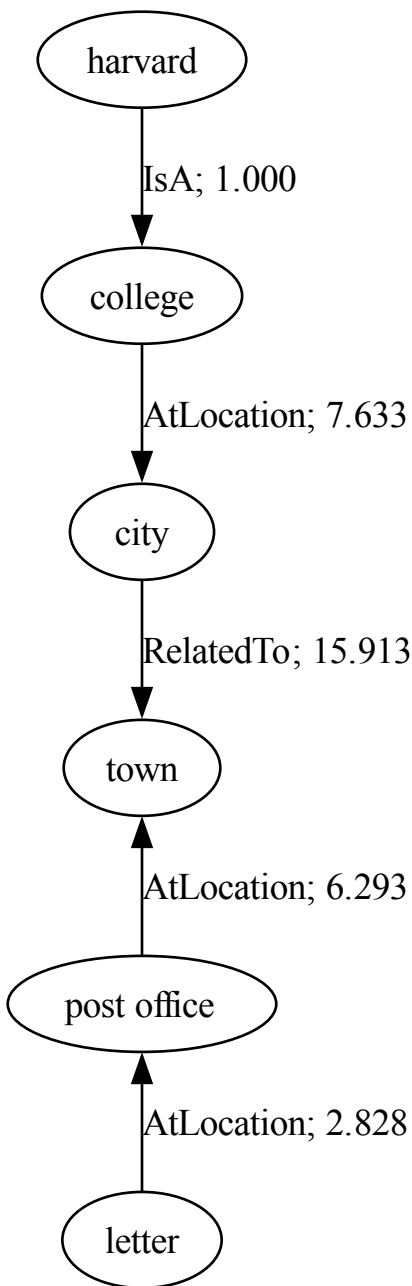 harvard
IsA; 1.000
college
AtLocation; 7.633
city
RelatedTo; 15.913
town
AtLocation; 6.293
post office
AtLocation; 2.828
letter